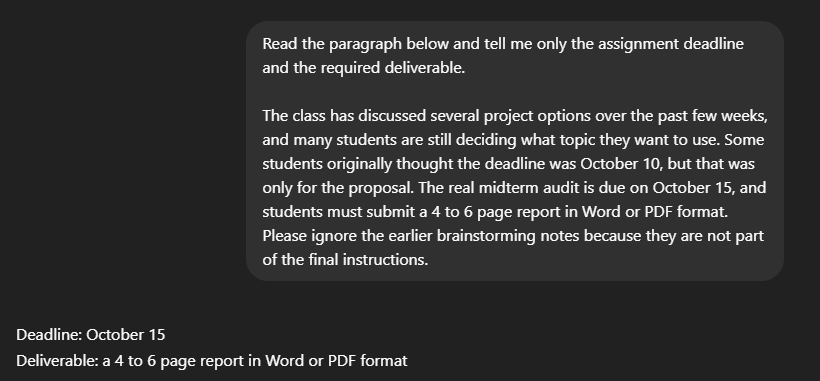 Read the paragraph below and tell me only the assignment deadline
and the required deliverable.
The class has discussed several project options over the past few weeks,
and many students are still deciding what topic they want to use. Some
students originally thought the deadline was October 10, but that was
only for the proposal. The real midterm audit is due on October 15, and
students must submit a 4 to 6 page report in Word or PDF format.
Please ignore the earlier brainstorming notes because they are not part
of the final instructions.
Deadline: October 15
Deliverable: a 4 to 6 page report in Word or PDF format